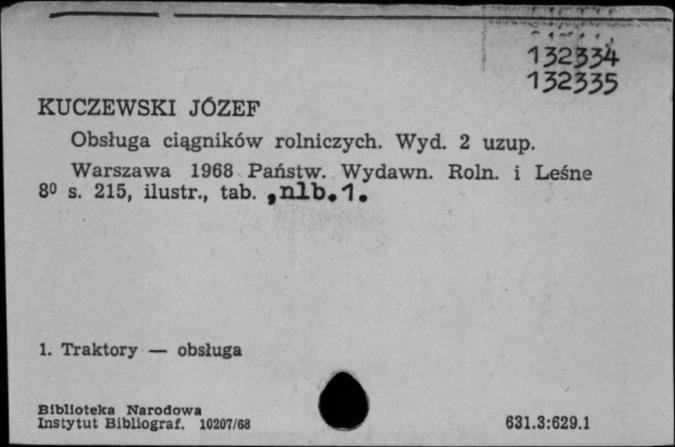 132334
132335
KUCZEWSKI JÓZEF
Obsługa ciągników rolniczych. Wyd. 2 uzup.
Warszawa 1968 Państw. Wydawn. Roln. i Leśne
8⁰ s. 215, ilustr., tab. ,nlb.1.
1. Traktory — obsługa
Biblioteka Narodowa
Instytut Bibliograf. 10207/68
631.3:629.1